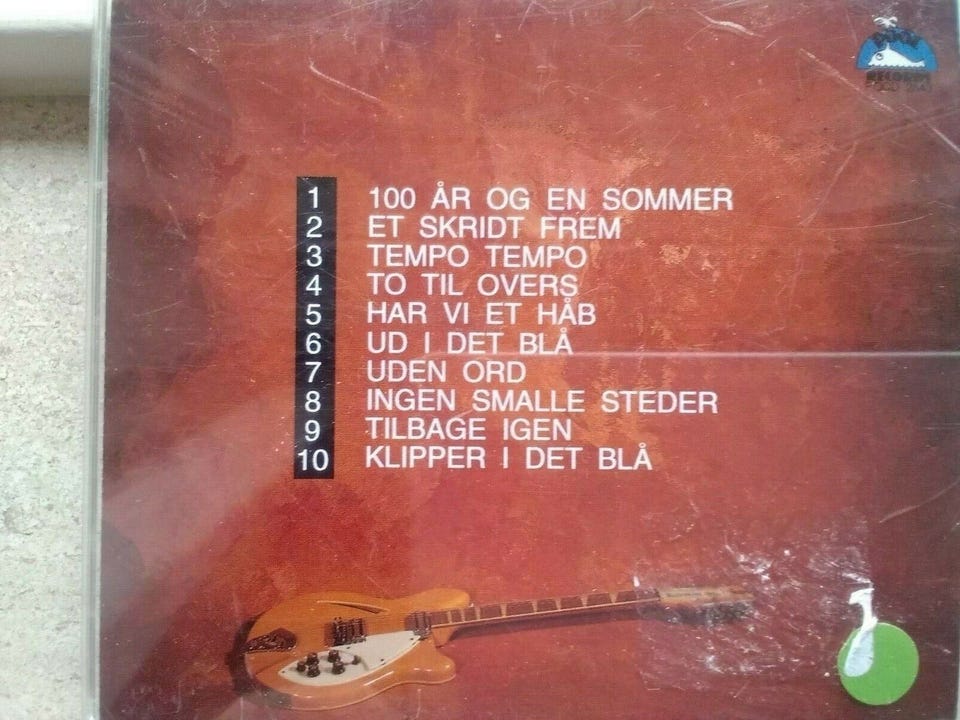 RECORDS
1 100 ÅR OG EN SOMMER
2 ET SKRIDT FREM
3 TEMPO TEMPO
4 TO TIL OVERS
5 HAR VI ET HÅB
6 UD I DET BLÅ
7 UDEN ORD
8 INGEN SMALLE STEDER
9 TILBAGE IGEN
10 KLIPPER I DET BLÅ